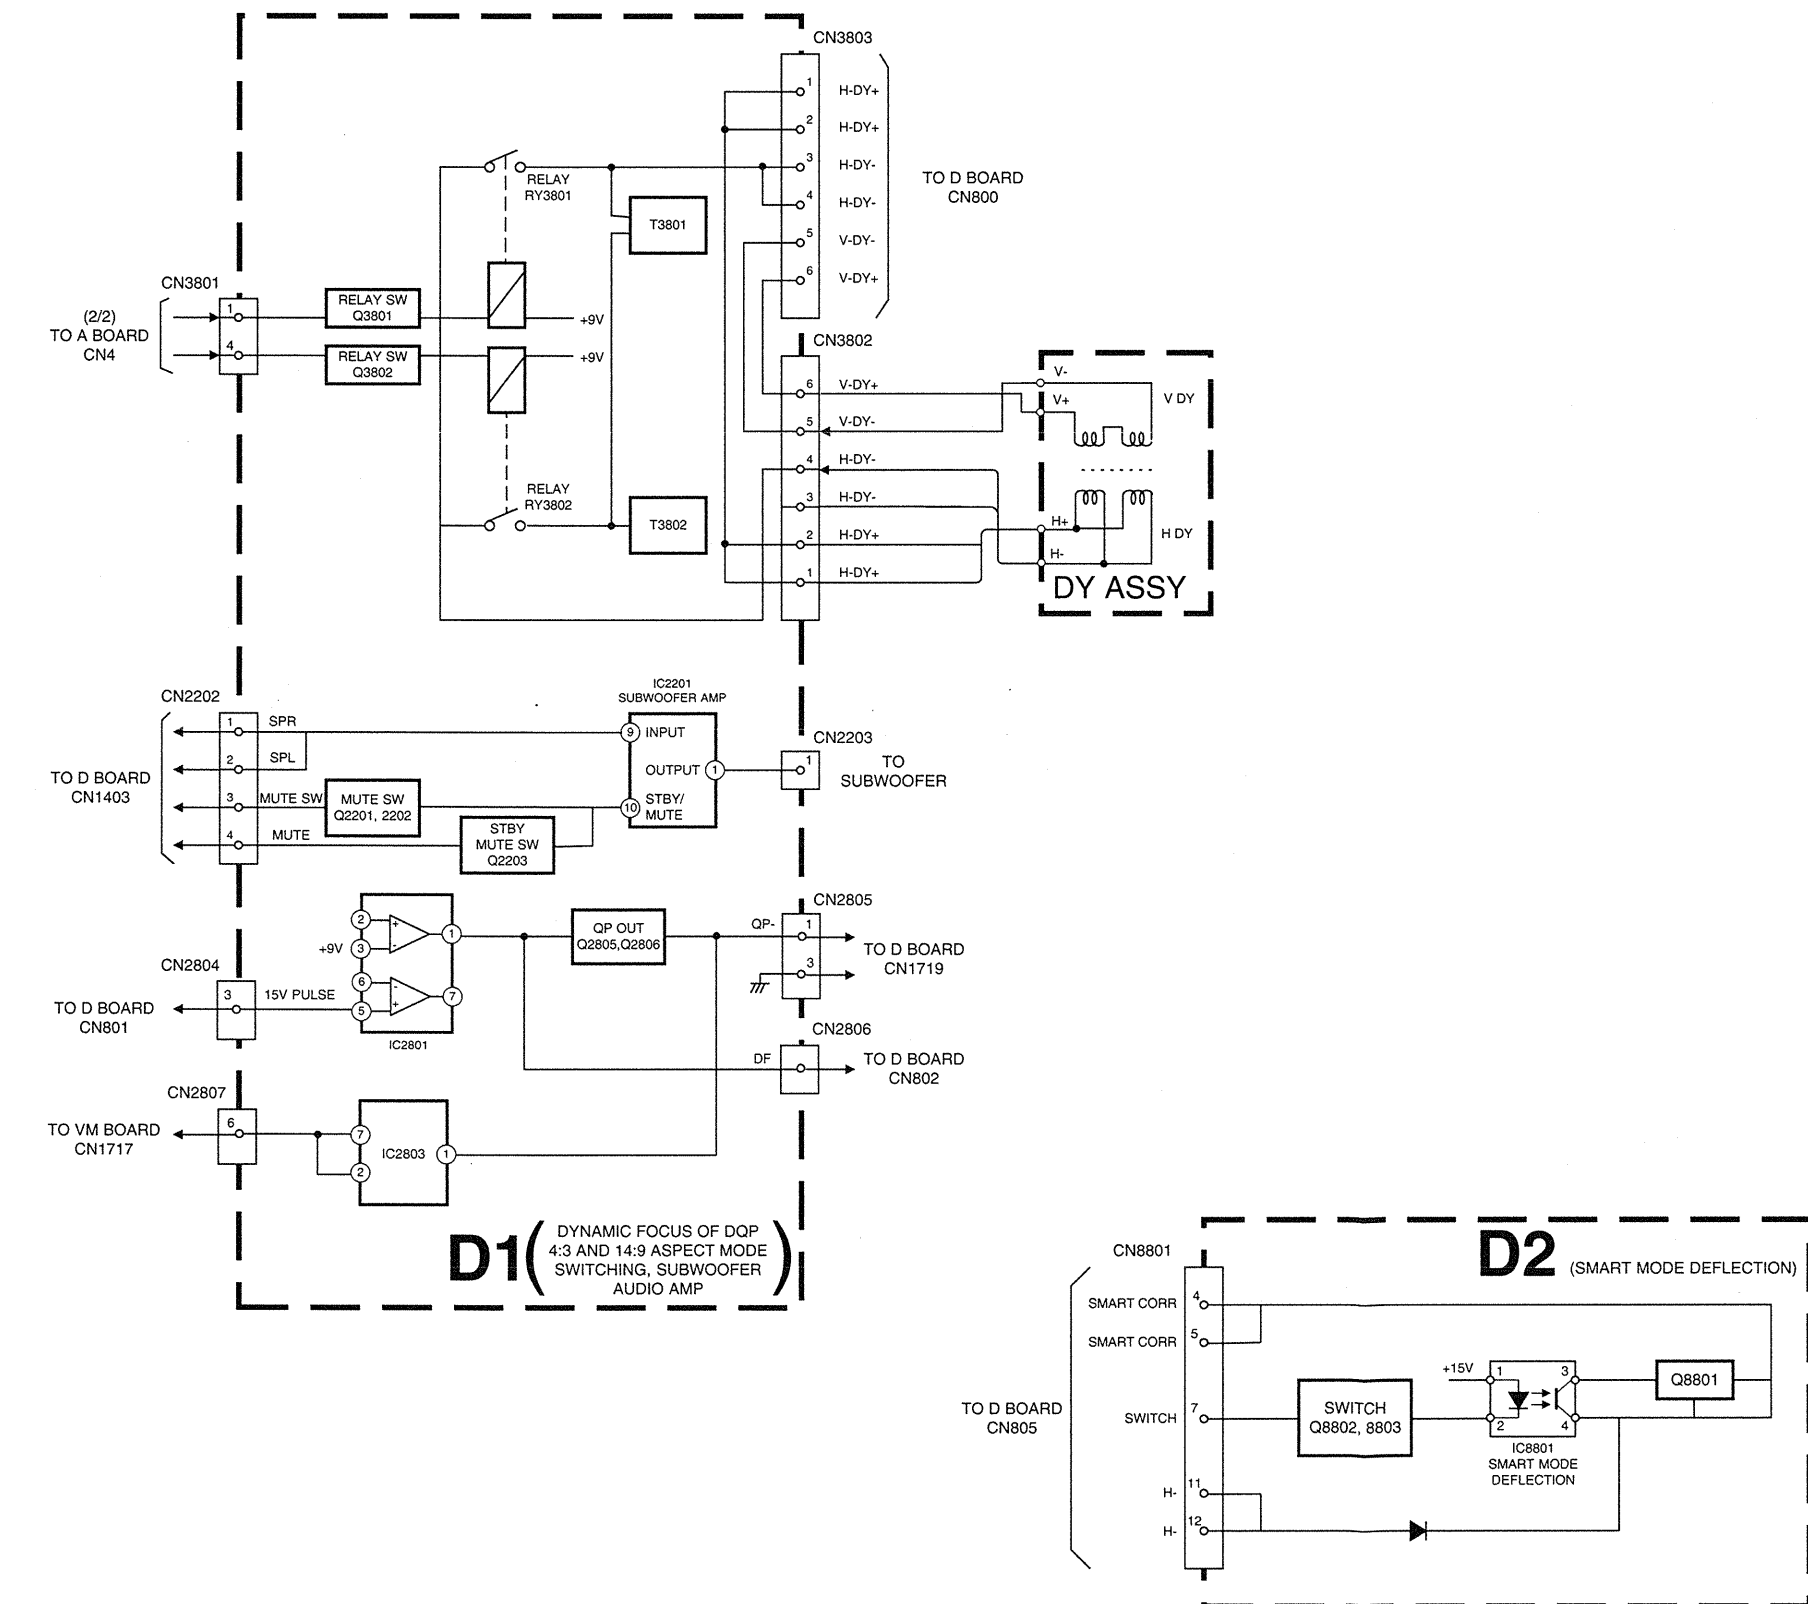 CN3803
1 H-DY+
2 H-DY+
3 H-DY-
4 H-DY-
5 V-DY-
6 V-DY+
TO D BOARD
CN800
RELAY
RY3801
T3801
CN3801
(2/2)
TO A BOARD
CN4
1
4
RELAY SW
Q3801
+9V
RELAY SW
Q3802
+9V
RELAY
RY3802
T3802
CN3802
6 V-DY+
5 V-DY-
4 H-DY-
3 H-DY-
2 H-DY+
1 H-DY+
V-
V+
V DY
H+
H-
H DY
DY ASSY
CN2202
1 SPR
2 SPL
3 MUTE SW
4 MUTE
TO D BOARD
CN1403
MUTE SW
Q2201, 2202
STBY
MUTE SW
Q2203
IC2201
SUBWOOFER AMP
9 INPUT
OUTPUT 1
10 STBY/
MUTE
CN2203
1
TO
SUBWOOFER
2
+9V 3
6
5
1
7
IC2801
CN2804
3 15V PULSE
TO D BOARD
CN801
QP OUT
Q2805,Q2806
QP-
CN2805
1
3
TO D BOARD
CN1719
CN2806
DF
TO D BOARD
CN802
CN2807
6
TO VM BOARD
CN1717
7
2
IC2803
1
D1
( DYNAMIC FOCUS OF DQP
4:3 AND 14:9 ASPECT MODE
SWITCHING, SUBWOOFER
AUDIO AMP )
D2 (SMART MODE DEFLECTION)
CN8801
SMART CORR 4
SMART CORR 5
SWITCH 7
H- 11
H- 12
TO D BOARD
CN805
SWITCH
Q8802, 8803
+15V
1
2
3
4
IC8801
SMART MODE
DEFLECTION
Q8801